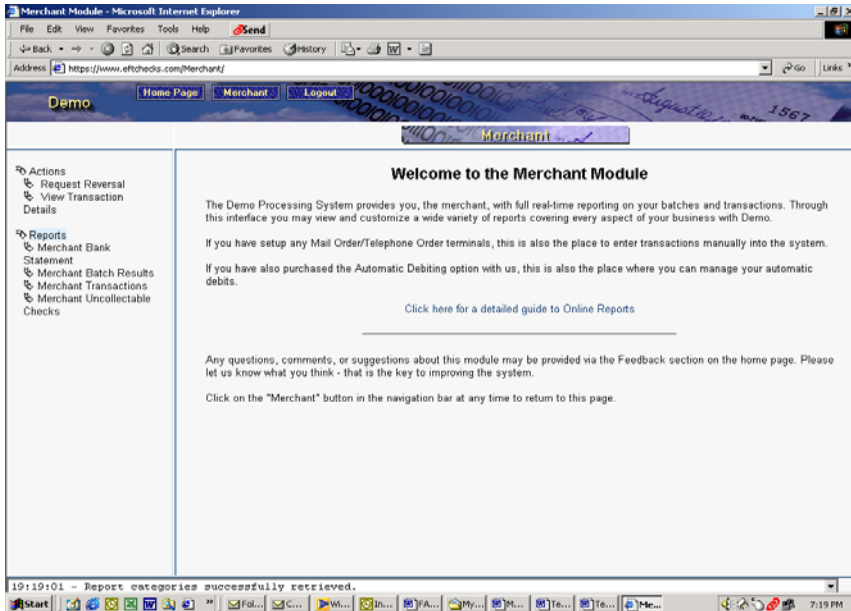 Merchant Module - Microsoft Internet Explorer
File Edit View Favorites Tools Help Send
Back Search Favorites History
Address https://www.eftchecks.com/Merchant/ Go Links
Demo Home Page Merchant Logout
1567
Merchant
Actions
Request Reversal
View Transaction
Details
Reports
Merchant Bank
Statement
Merchant Batch Results
Merchant Transactions
Merchant Uncollectable
Checks
Welcome to the Merchant Module
The Demo Processing System provides you, the merchant, with full real-time reporting on your batches and transactions. Through
this interface you may view and customize a wide variety of reports covering every aspect of your business with Demo.
If you have setup any Mail Order/Telephone Order terminals, this is also the place to enter transactions manually into the system.
If you have also purchased the Automatic Debiting option with us, this is also the place where you can manage your automatic
debits.
Click here for a detailed guide to Online Reports
Any questions, comments, or suggestions about this module may be provided via the Feedback section on the home page. Please
let us know what you think - that is the key to improving the system.
Click on the "Merchant" button in the navigation bar at any time to return to this page.
19:19:01 - Report categories successfully retrieved.
Start Fol... C... Wi... In... FA... My... M... Te... Te... Me... 7:19 PM